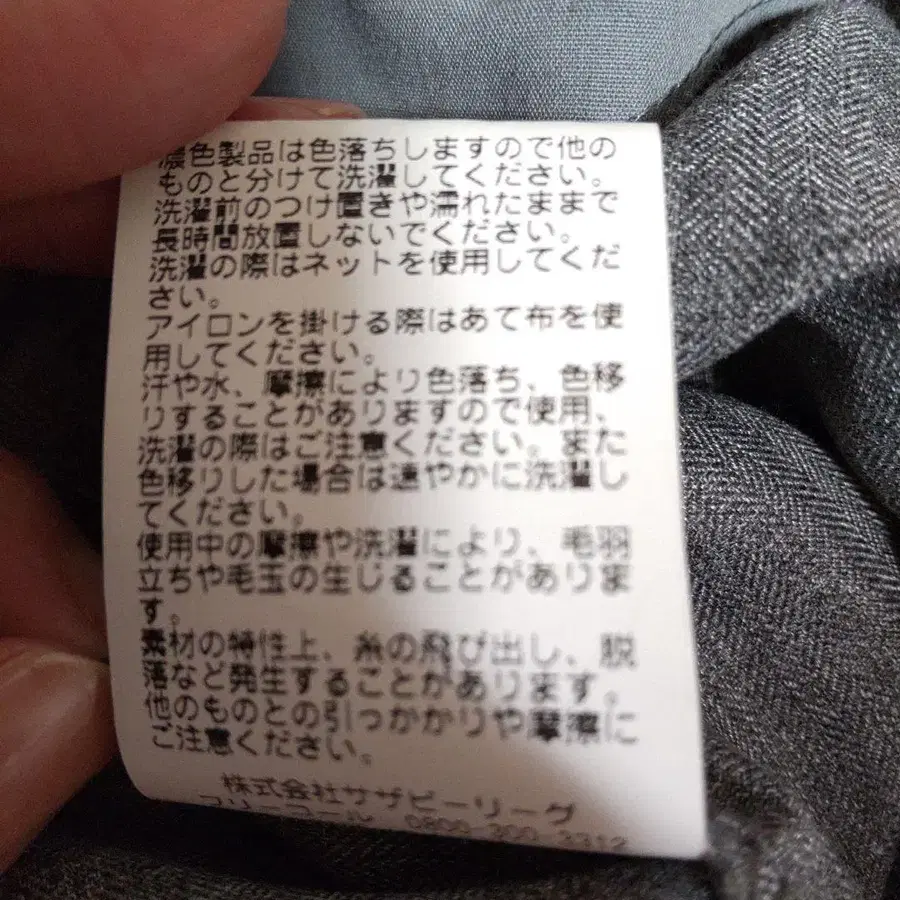 濃色製品は色落ちしますので他の
ものと分けて洗濯してください。
洗濯前のつけ置きや濡れたままで
長時間放置しないでください。
洗濯の際はネットを使用してくだ
さい。
アイロンを掛ける際はあて布を使
用してください。
汗や水、摩擦により色落ち、色移
りすることがありますので使用、
洗濯の際はご注意ください。また
色移りした場合は速やかに洗濯し
てください。
使用中の摩擦や洗濯により、毛羽
立ちや毛玉の生じることがありま
す。
素材の特性上、糸の飛び出し、脱
落など発生することがあります。
他のものとの引っかかりや摩擦に
ご注意ください。
株式会社サザビーリーグ
フリーコール 0800-300-3312